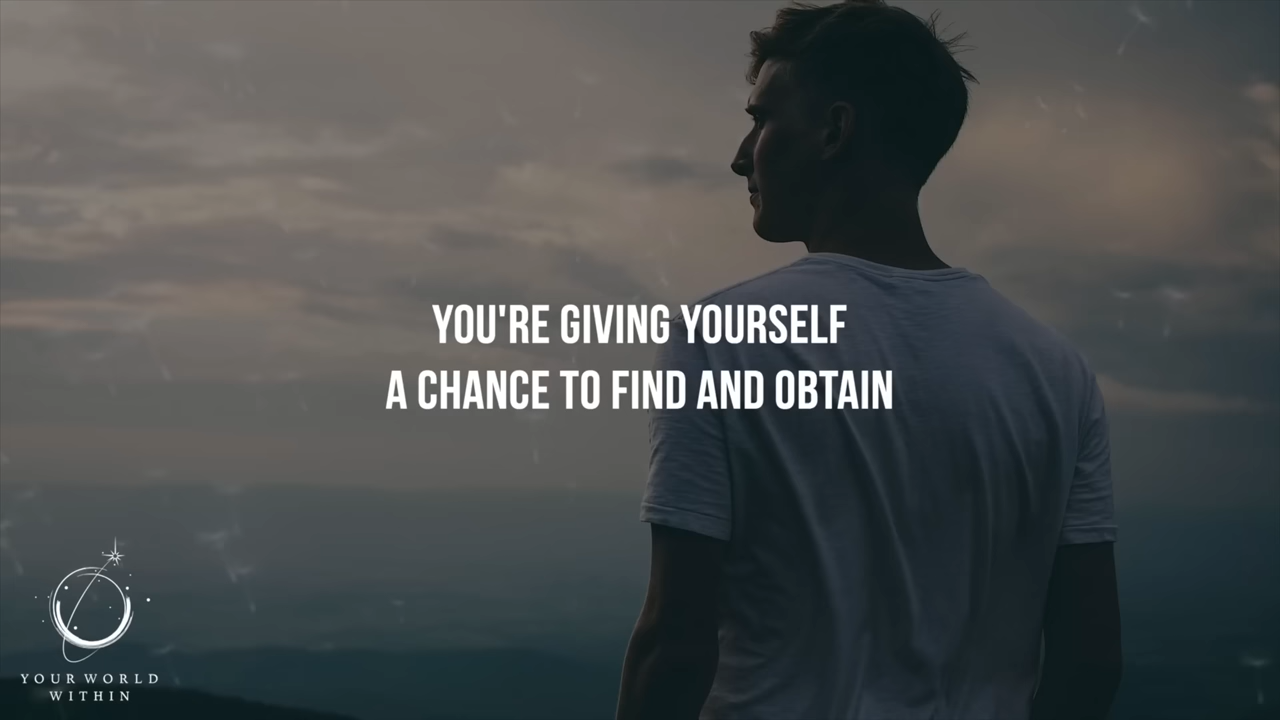 YOU'RE GIVING YOURSELF
A CHANCE TO FIND AND OBTAIN
YOUR WORLD
WITHIN